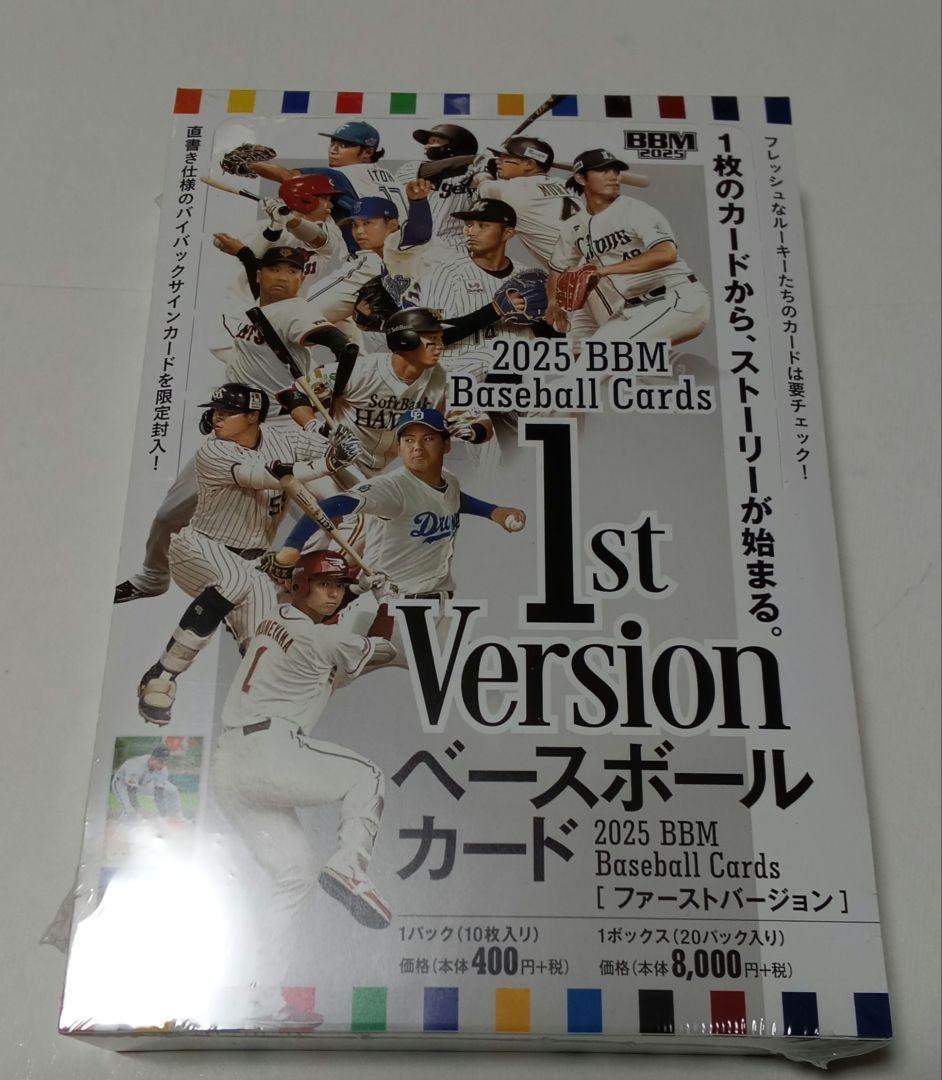 直書き仕様のバイバックサインカードを限定封入！
BBM
2025
1枚のカードから、ストーリーが始まる。
フレッシュなルーキーたちのカードは要チェック！
ITOH
Lions
SoftBank
2025 BBM
Baseball Cards
1st
Version
ベースボール
カード
2025 BBM
Baseball Cards
[ファーストバージョン]
1パック(10枚入り)
価格(本体400円+税)
1ボックス(20パック入り)
価格(本体8,000円+税)
1